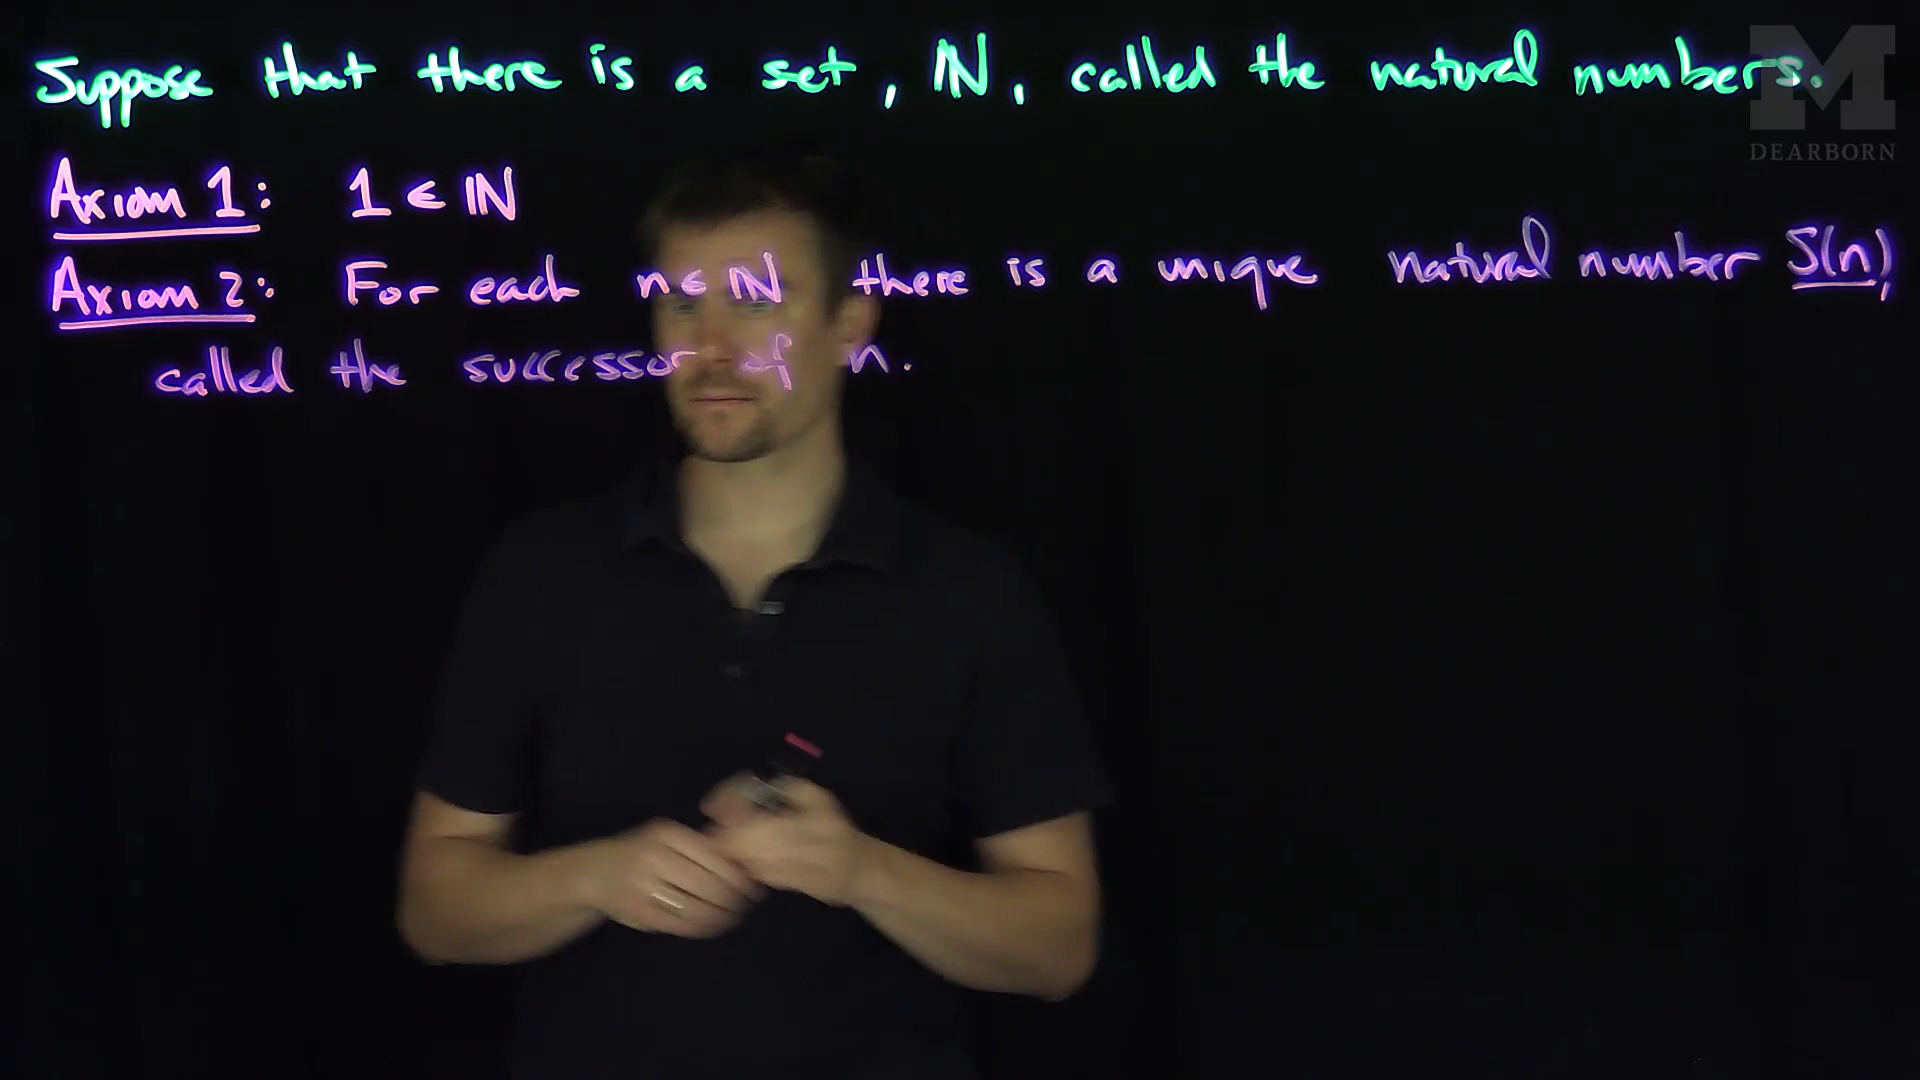 Suppose that there is a set, ℕ, called the natural numbers.
M
DEARBORN
Axiom 1: 1 ∈ ℕ
Axiom 2: For each n ∈ ℕ there is a unique natural number S(n),
called the successor of n.